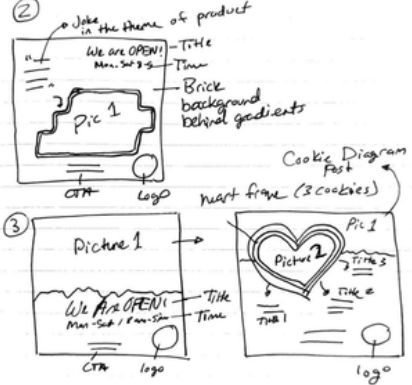 2
Joke
in the theme of product
" We are OPEN! Title
Mon-Sat 8-5 Time
"
Brick
background
behind gradients
Pic 1
CTA
logo
Cookie Diagram
Post
heart frame (3 cookies)
3
Picture 1
We Are OPEN!
Title
Mon-Sat / 8am-5pm
Time
CTA
logo
Pic 1
Picture 2
Title 3
Title 2
Title 1
logo